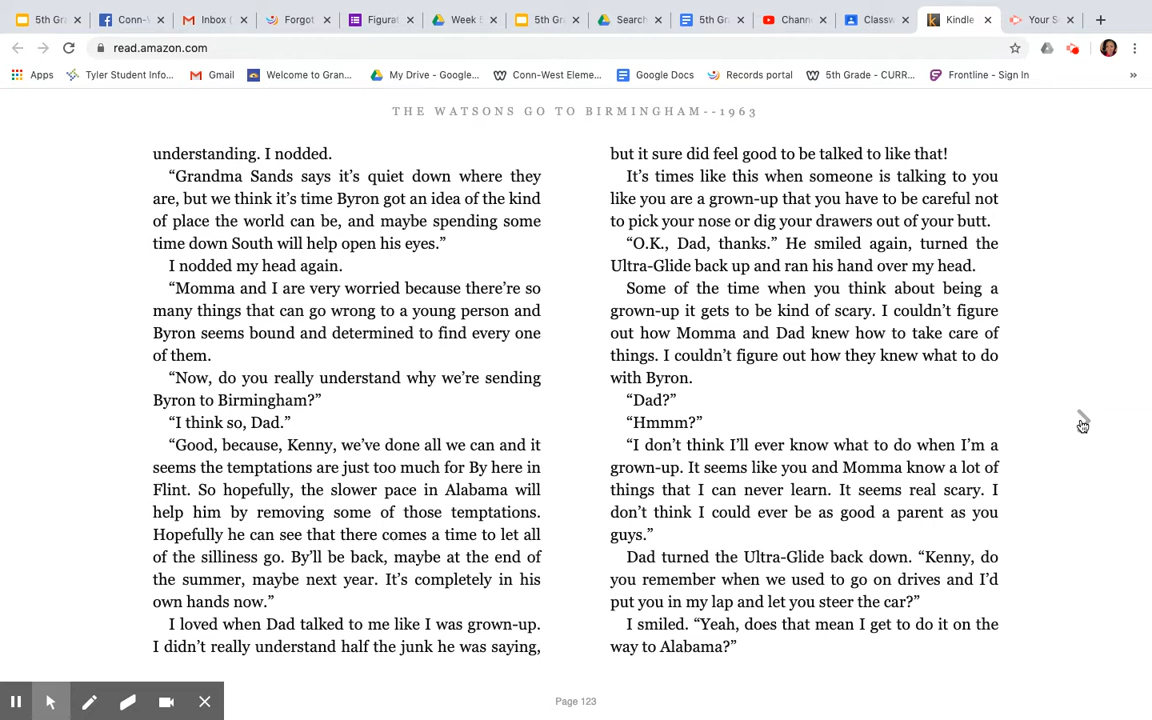 5th Gra
Conn-V
Inbox (
Forgot
Figurat
Week 5
5th Gr
Search
5th Gr
Chann
Classw
Kindle
Your S
read.amazon.com
Apps
Tyler Student Info...
Gmail
Welcome to Gran...
My Drive - Google...
Conn-West Eleme...
Google Docs
Records portal
5th Grade - CURR...
Frontline - Sign In
»
THE WATSONS GO TO BIRMINGHAM--1963
understanding. I nodded.
“Grandma Sands says it’s quiet down where they
are, but we think it’s time Byron got an idea of the kind
of place the world can be, and maybe spending some
time down South will help open his eyes.”
I nodded my head again.
“Momma and I are very worried because there’re so
many things that can go wrong to a young person and
Byron seems bound and determined to find every one
of them.
“Now, do you really understand why we’re sending
Byron to Birmingham?”
“I think so, Dad.”
“Good, because, Kenny, we’ve done all we can and it
seems the temptations are just too much for By here in
Flint. So hopefully, the slower pace in Alabama will
help him by removing some of those temptations.
Hopefully he can see that there comes a time to let all
of the silliness go. By’ll be back, maybe at the end of
the summer, maybe next year. It’s completely in his
own hands now.”
I loved when Dad talked to me like I was grown-up.
I didn’t really understand half the junk he was saying,
but it sure did feel good to be talked to like that!
It’s times like this when someone is talking to you
like you are a grown-up that you have to be careful not
to pick your nose or dig your drawers out of your butt.
“O.K., Dad, thanks.” He smiled again, turned the
Ultra-Glide back up and ran his hand over my head.
Some of the time when you think about being a
grown-up it gets to be kind of scary. I couldn’t figure
out how Momma and Dad knew how to take care of
things. I couldn’t figure out how they knew what to do
with Byron.
“Dad?”
“Hmmm?”
“I don’t think I’ll ever know what to do when I’m a
grown-up. It seems like you and Momma know a lot of
things that I can never learn. It seems real scary. I
don’t think I could ever be as good a parent as you
guys.”
Dad turned the Ultra-Glide back down. “Kenny, do
you remember when we used to go on drives and I’d
put you in my lap and let you steer the car?”
I smiled. “Yeah, does that mean I get to do it on the
way to Alabama?”
Page 123